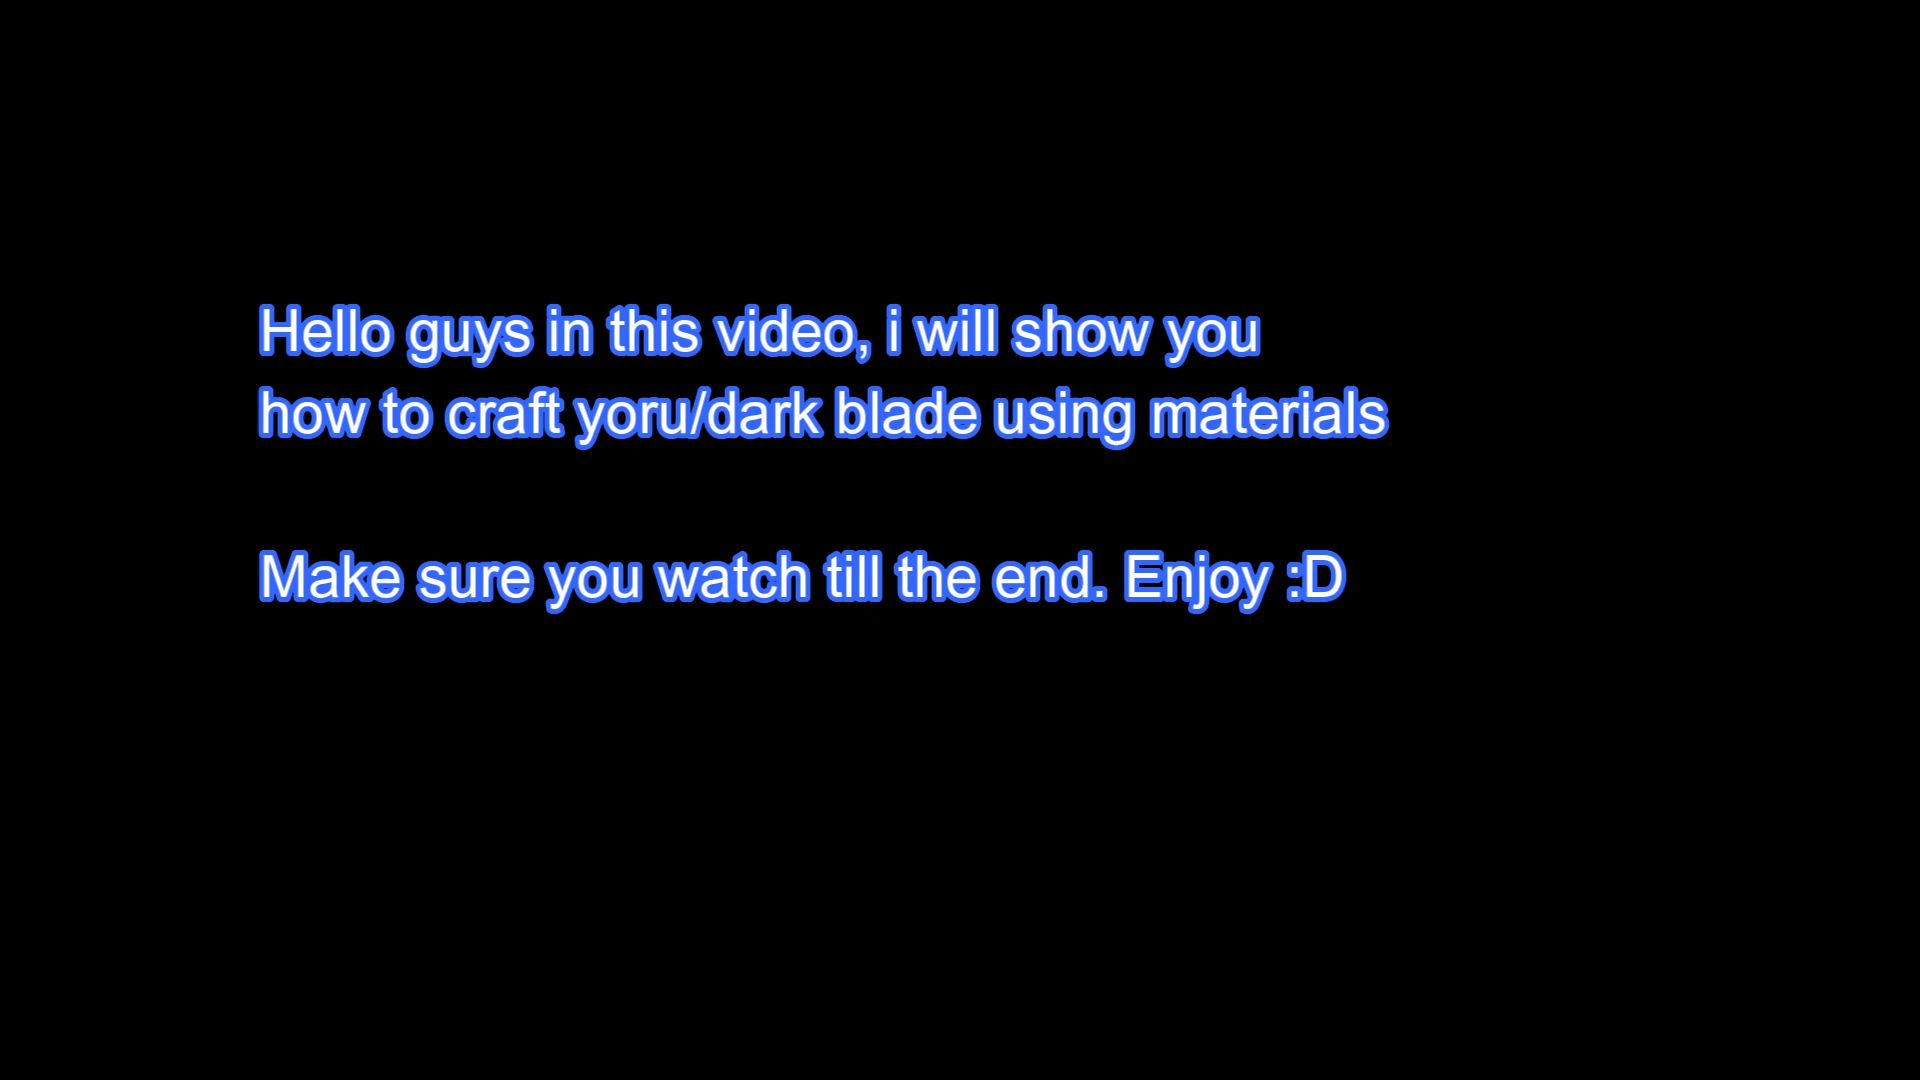 Hello guys in this video, i will show you
how to craft yoru/dark blade using materials
Make sure you watch till the end. Enjoy :D